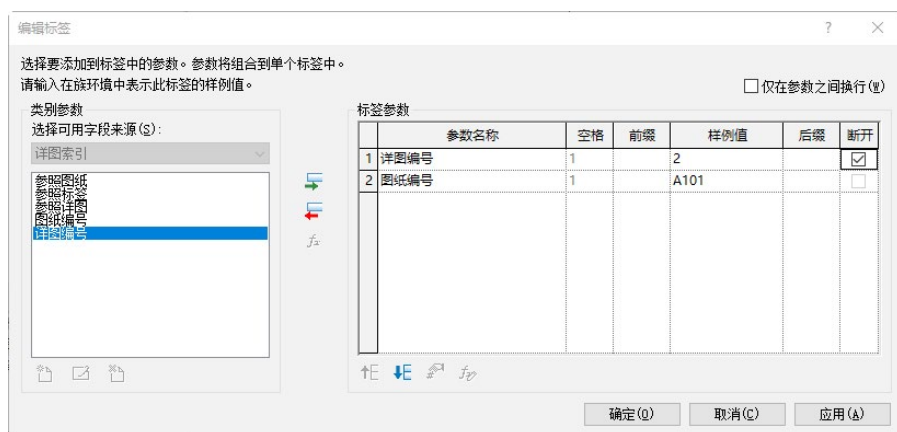 编辑标签
? ×
选择要添加到标签中的参数。参数将组合到单个标签中。
请输入在族环境中表示此标签的样例值。
仅在参数之间换行(W)
类别参数
标签参数
选择可用字段来源(S):
详图索引
参照图纸
参照标签
参照详图
图纸编号
详图编号
参数名称 空格 前缀 样例值 后缀 断开
1 详图编号 1 2
2 图纸编号 1 A101
fx
确定(O) 取消(C) 应用(A)